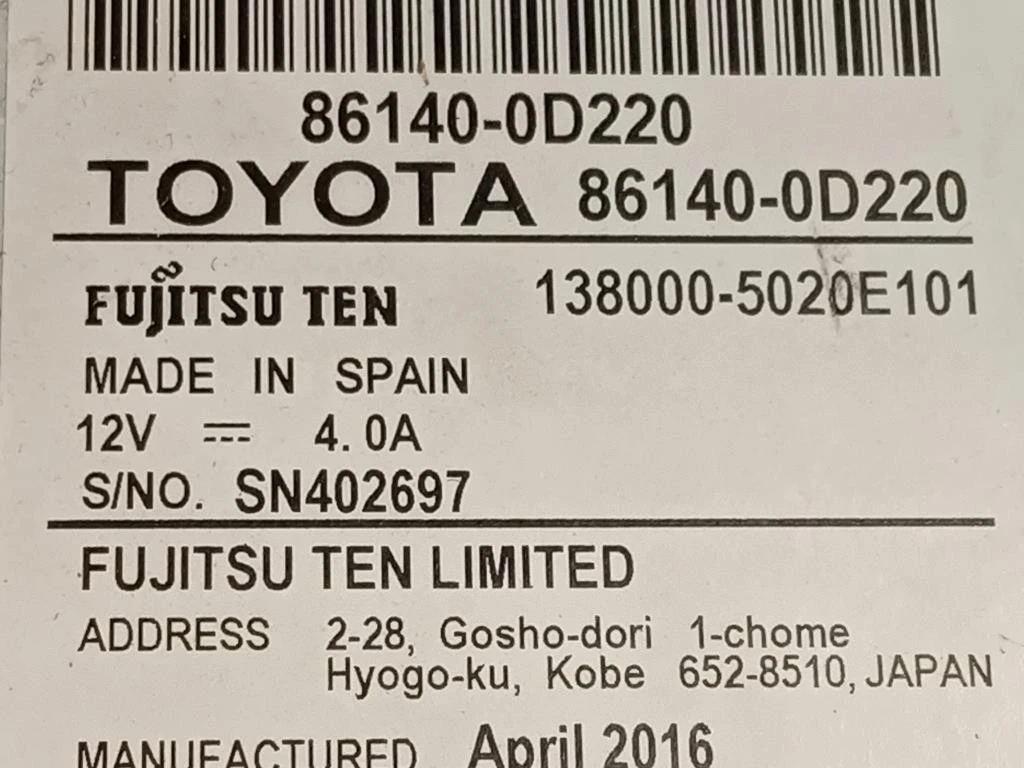 86140-0D220
TOYOTA 86140-0D220
FUJITSU TEN 138000-5020E101
MADE IN SPAIN
12V ⎓ 4.0A
S/NO. SN402697
FUJITSU TEN LIMITED
ADDRESS 2-28, Gosho-dori 1-chome
Hyogo-ku, Kobe 652-8510, JAPAN
MANUFACTURED April 2016